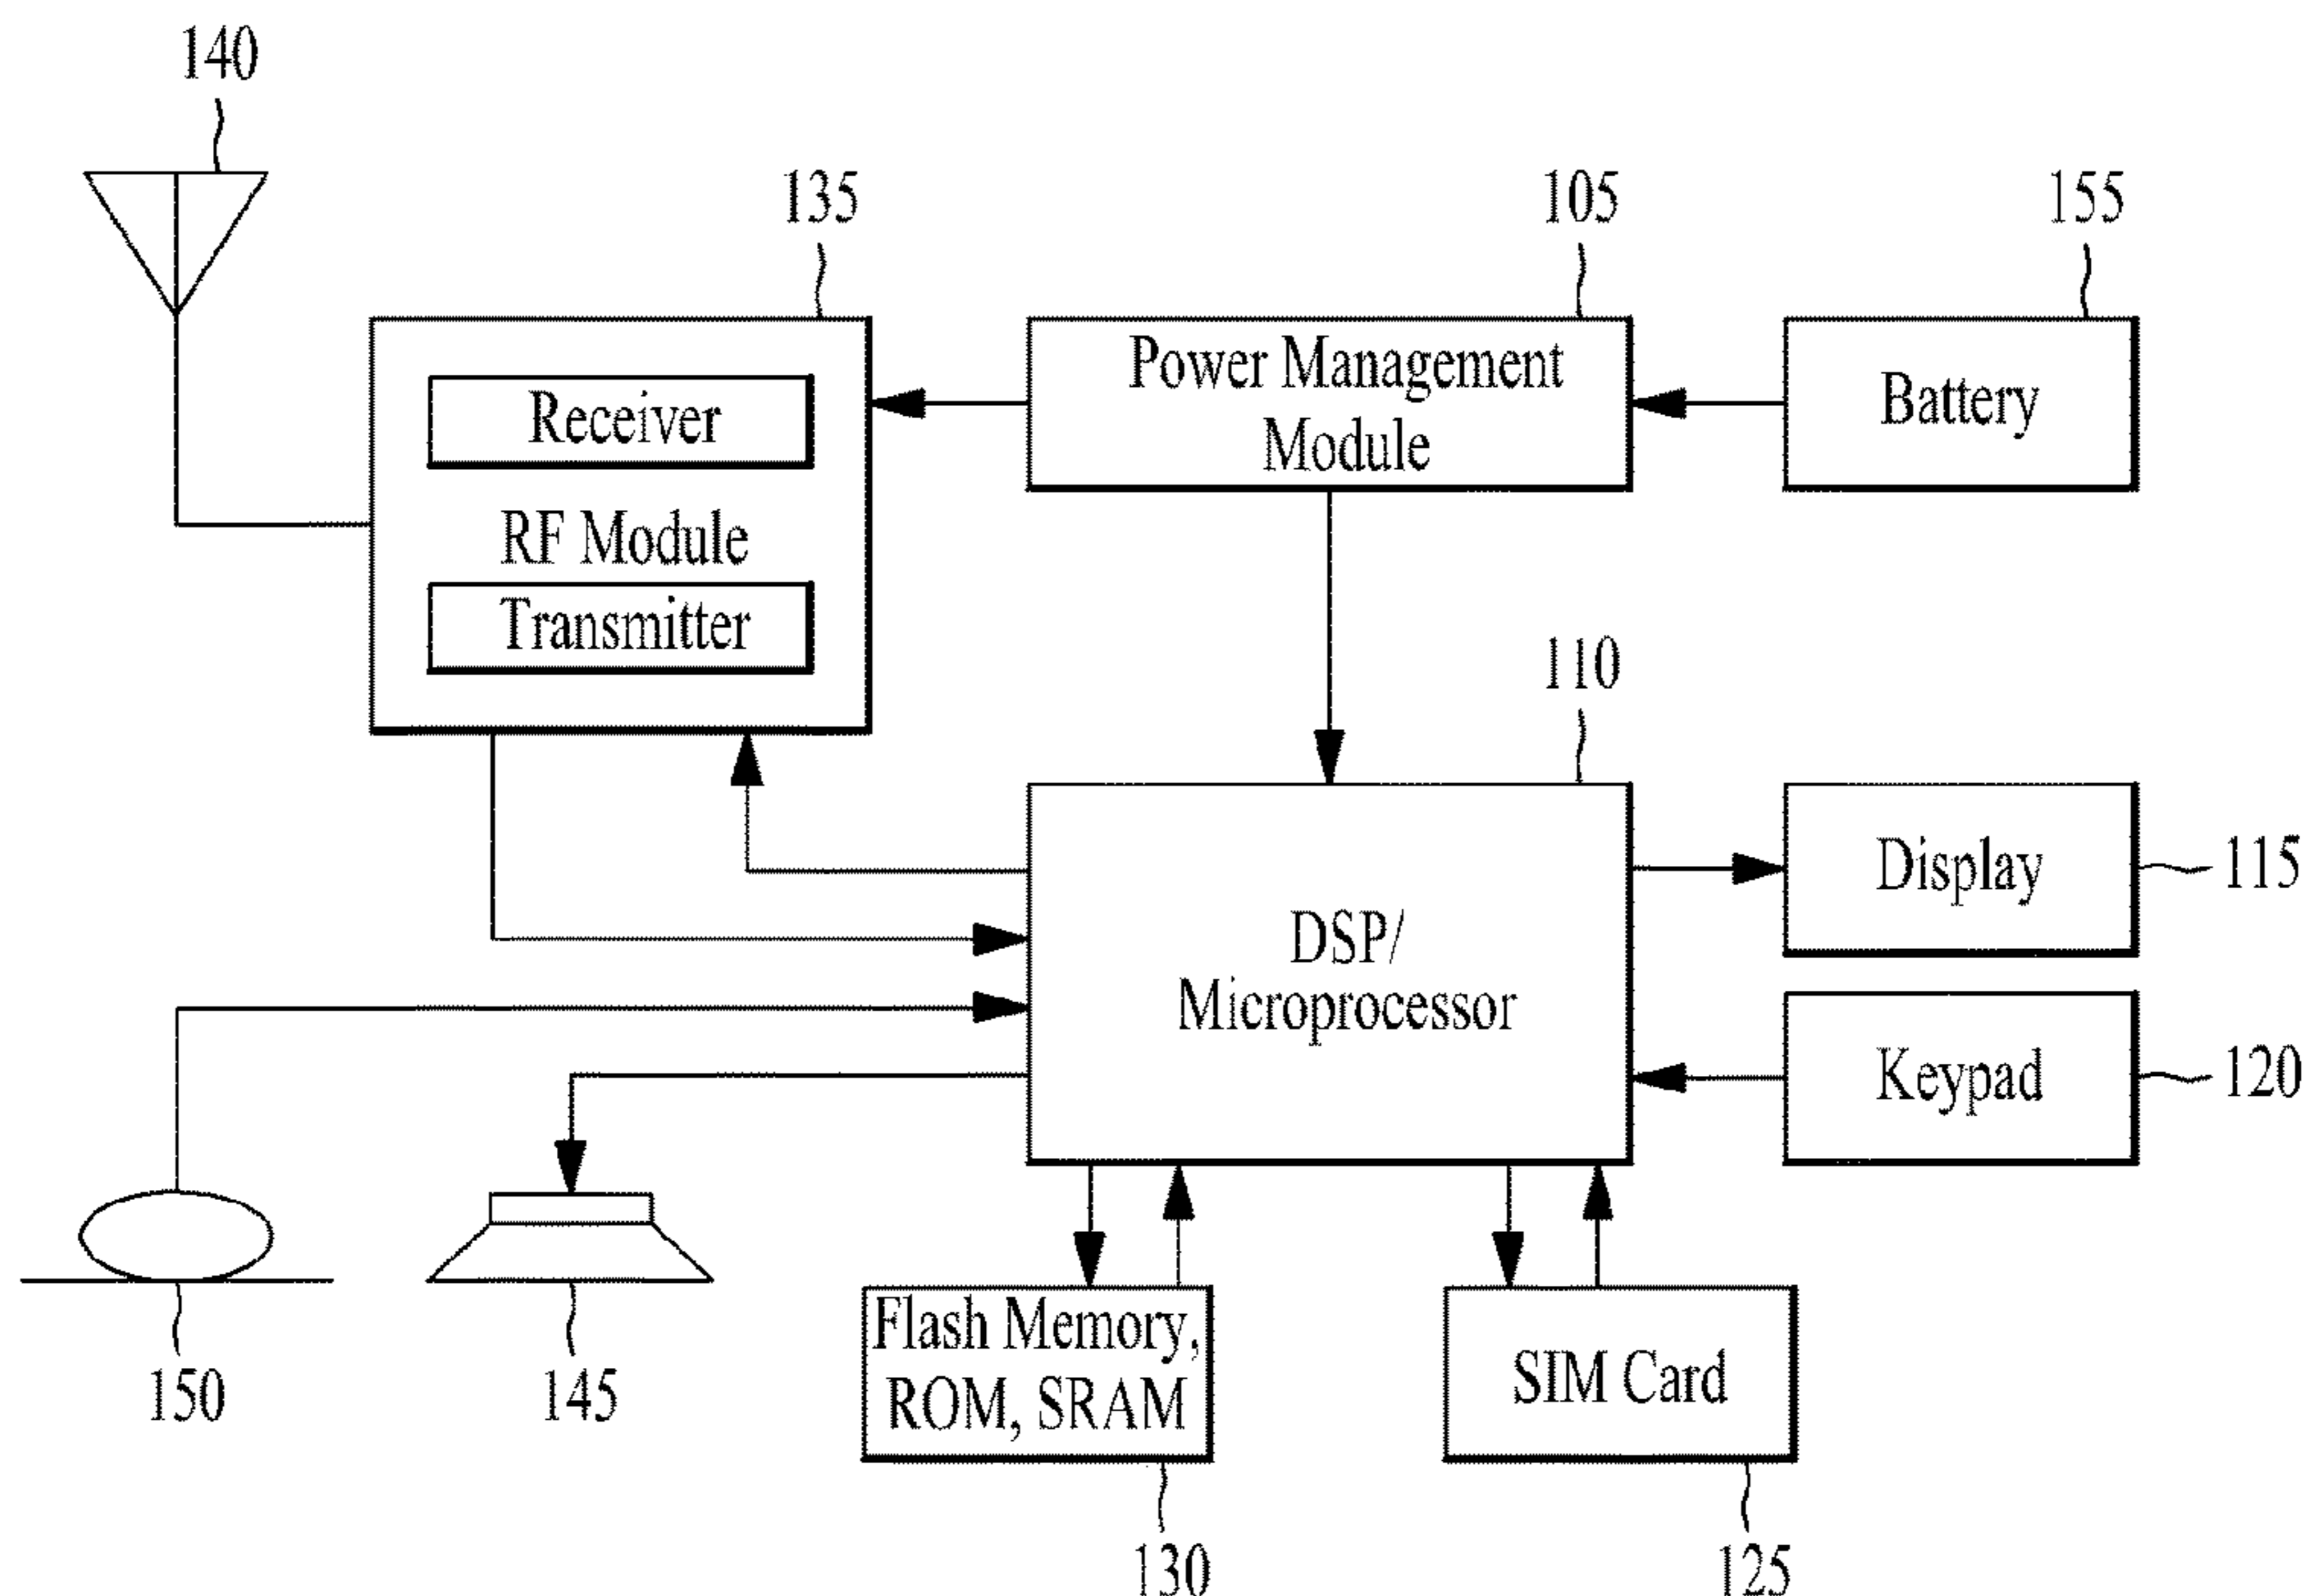 140
135
105
155
Receiver
RF Module
Transmitter
Power Management
Module
Battery
110
DSP/
Microprocessor
Display
115
Keypad
120
150
145
Flash Memory,
ROM, SRAM
SIM Card
130
125